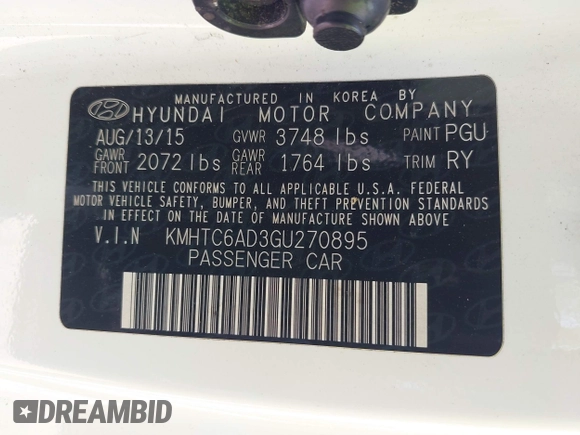 MANUFACTURED IN KOREA BY
HYUNDAI MOTOR COMPANY
AUG/13/15 GVWR 3748 lbs PAINT PGU
GAWR FRONT 2072 lbs GAWR REAR 1764 lbs TRIM RY
THIS VEHICLE CONFORMS TO ALL APPLICABLE U.S.A. FEDERAL
MOTOR VEHICLE SAFETY, BUMPER, AND THEFT PREVENTION STANDARDS
IN EFFECT ON THE DATE OF MANUFACTURE SHOWN ABOVE.
V.I.N KMHTC6AD3GU270895
PASSENGER CAR
DREAMBID